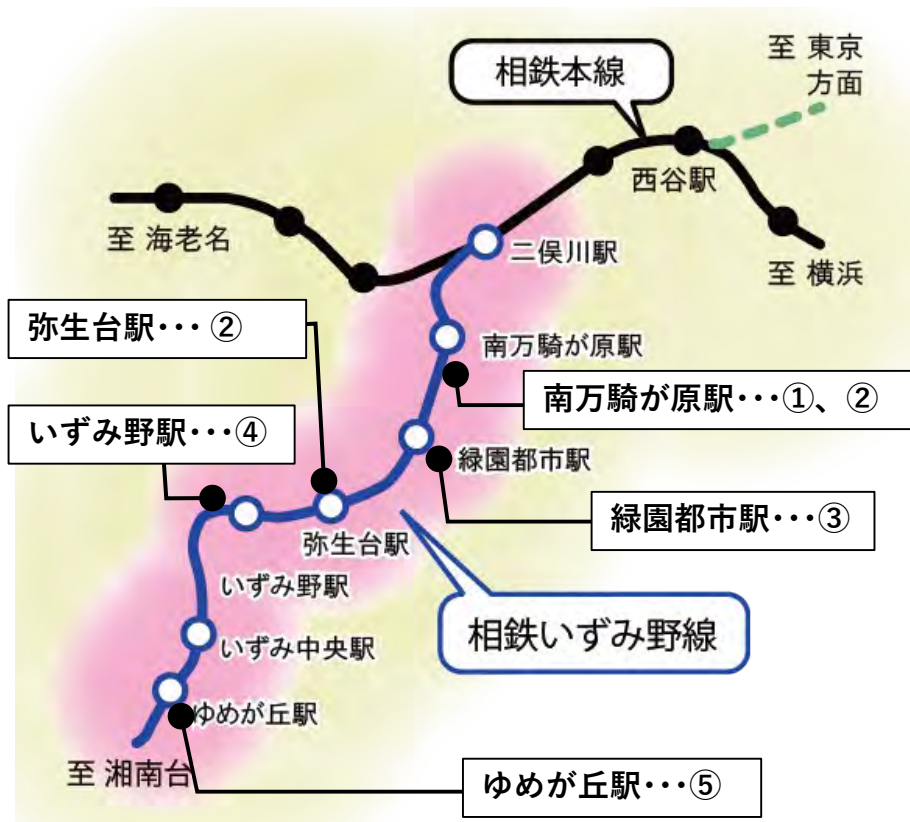 至 東京
方面
相鉄本線
西谷駅
至 海老名
二俣川駅
至 横浜
弥生台駅･･･ ②
南万騎が原駅
南万騎が原駅･･･①、②
いずみ野駅･･･④
緑園都市駅
緑園都市駅･･･③
弥生台駅
いずみ野駅
相鉄いずみ野線
いずみ中央駅
ゆめが丘駅
至 湘南台
ゆめが丘駅･･･⑤